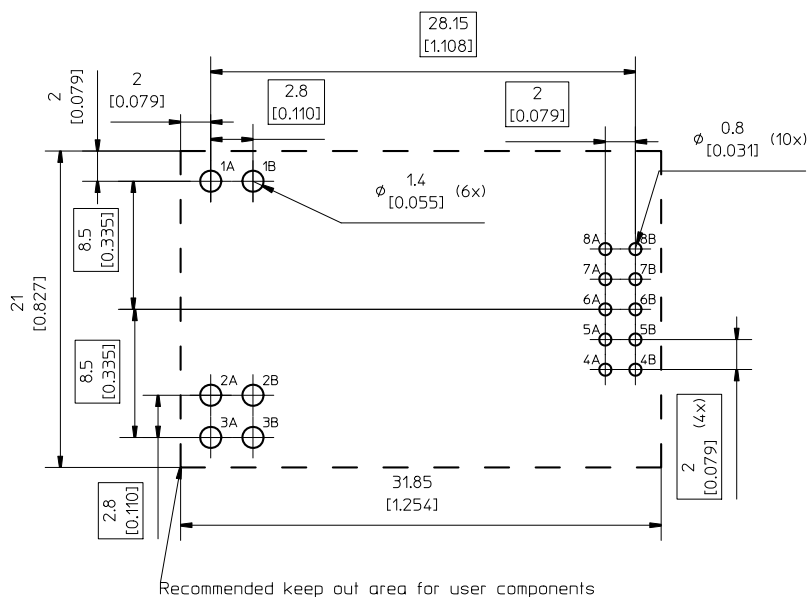 28.15
[1.108]
2
[0.079]
2
[0.079]
2.8
[0.110]
2
[0.079]
ø 0.8 (10x)
[0.031]
1A 1B
ø 1.4 (6x)
[0.055]
8.5
[0.335]
8A 8B
7A 7B
21
[0.827]
6A 6B
5A 5B
8.5
[0.335]
4A 4B
2A 2B
3A 3B
2 (4x)
[0.079]
2.8
[0.110]
31.85
[1.254]
Recommended keep out area for user components